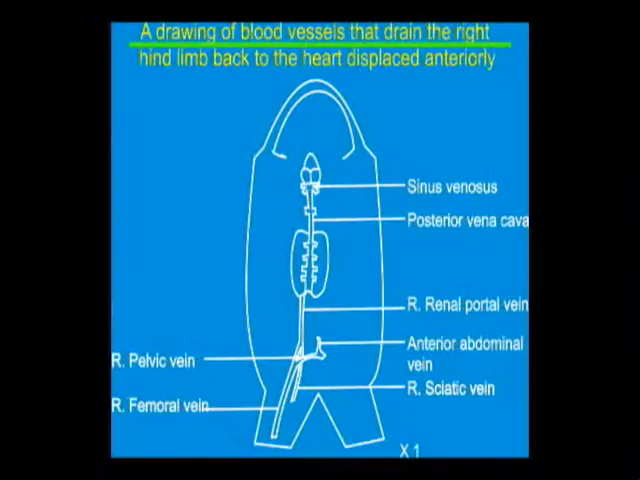 A drawing of blood vessels that drain the right
hind limb back to the heart displaced anteriorly
Sinus venosus
Posterior vena cava
R. Renal portal vein
Anterior abdominal
vein
R. Pelvic vein
R. Sciatic vein
R. Femoral vein
X 1